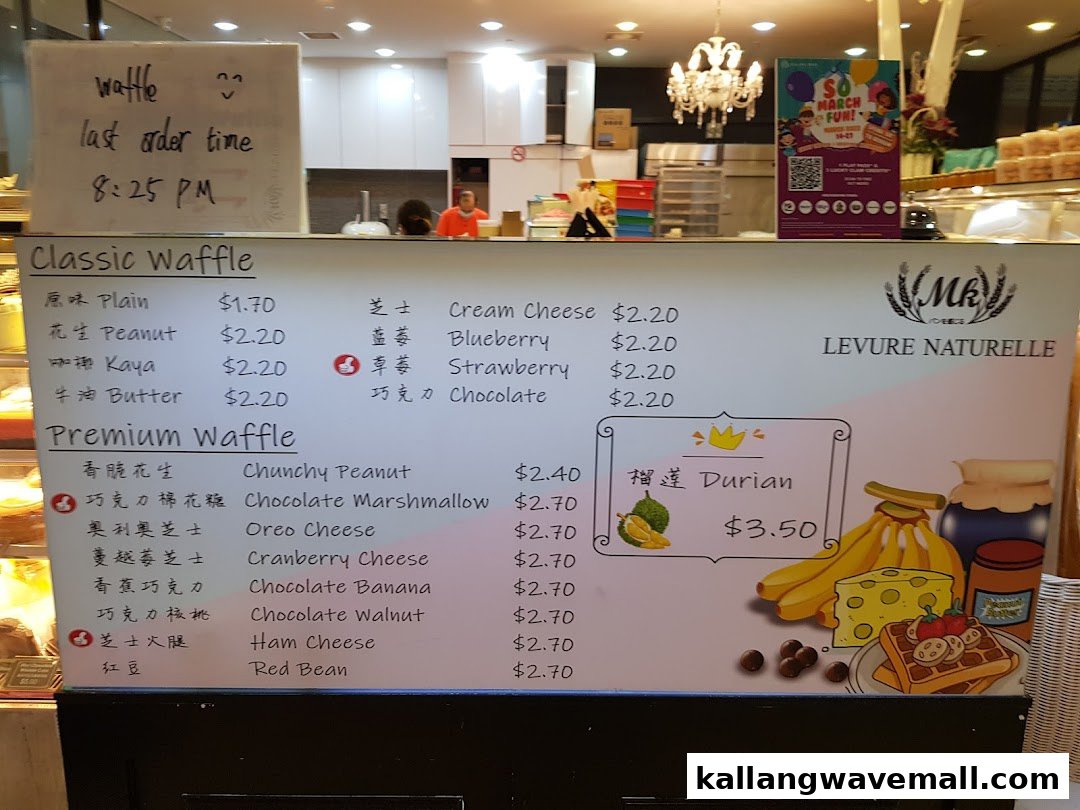 waffle
last order time
8:25 PM
SO
MARCH
FUN!
Classic Waffle
原味 Plain $1.70
花生 Peanut $2.20
咖椰 Kaya $2.20
牛油 Butter $2.20
芝士 Cream Cheese $2.20
蓝莓 Blueberry $2.20
草莓 Strawberry $2.20
巧克力 Chocolate $2.20
Mk
LEVURE NATURELLE
Premium Waffle
香脆花生 Chunchy Peanut $2.40
巧克力棉花糖 Chocolate Marshmallow $2.70
奥利奥芝士 Oreo Cheese $2.70
蔓越莓芝士 Cranberry Cheese $2.70
香蕉巧克力 Chocolate Banana $2.70
巧克力核桃 Chocolate Walnut $2.70
芝士火腿 Ham Cheese $2.70
红豆 Red Bean $2.70
榴莲 Durian
$3.50
Peanut
Butter
kallangwavemall.com